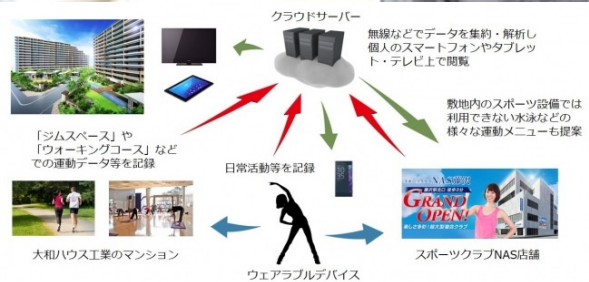 クラウドサーバー
無線などでデータを集約・解析し
個人のスマートフォンやタブレッ
ト・テレビ上で閲覧
敷地内のスポーツ設備では
利用できない水泳などの
様々な運動メニューも提案
「ジムスペース」や
「ウォーキングコース」など
での運動データ等を記録
日常活動等を記録
NAS
GRAND
OPEN!
大和ハウス工業のマンション
ウェアラブルデバイス
スポーツクラブNAS店舗